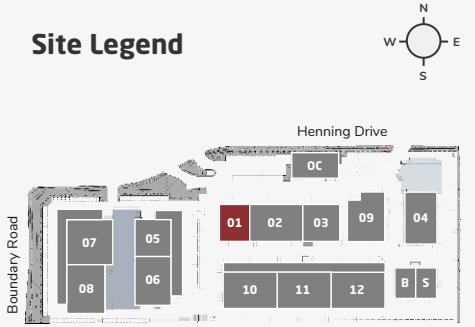 Site Legend
N
W E
S
Henning Drive
0C
01 02 03 09 04
07 05
08 06
10 11 12
B S
Boundary Road